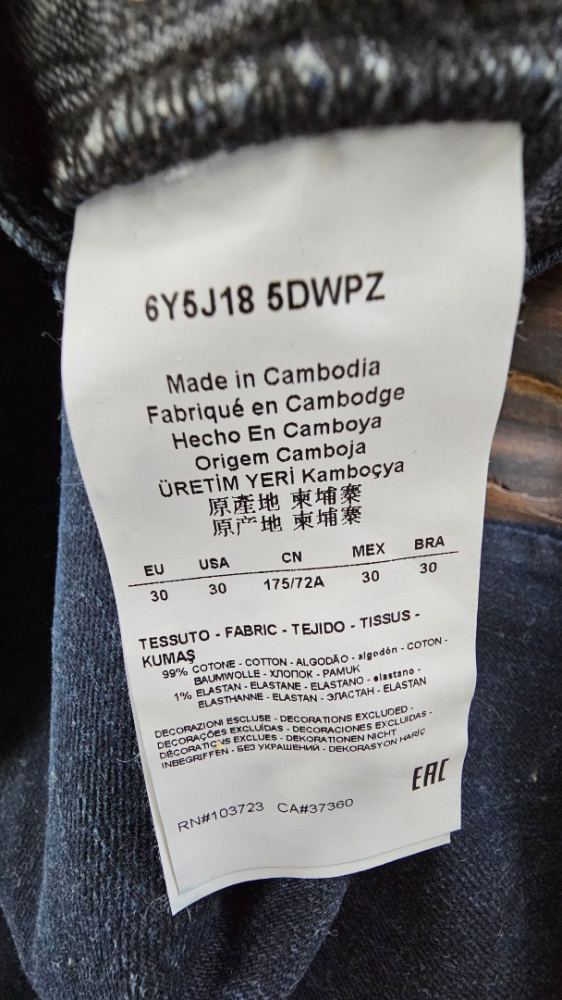 6Y5J18 5DWPZ
Made in Cambodia
Fabriqué en Cambodge
Hecho En Camboya
Origem Camboja
ÜRETİM YERİ Kamboçya
原產地 柬埔寨
原产地 柬埔寨
EU USA CN MEX BRA
30 30 175/72A 30 30
TESSUTO - FABRIC - TEJIDO - TISSUS -
KUMAŞ
99% COTONE - COTTON - ALGODÃO - algodón - COTON -
BAUMWOLLE - ХЛОПОК - PAMUK
1% ELASTAN - ELASTANE - ELASTANO - elastano -
ELASTHANNE - ELASTAN - ЭЛАСТАН - ELASTAN
DECORAZIONI ESCLUSE - DECORATIONS EXCLUDED -
DECORAÇÕES EXCLUÍDAS - DECORACIONES EXCLUIDAS -
DÉCORATIONS EXCLUES - DEKORATIONEN NICHT
INBEGRIFFEN - БЕЗ УКРАШЕНИЙ - DEKORASYON HARİÇ
EAC
RN#103723 CA#37360